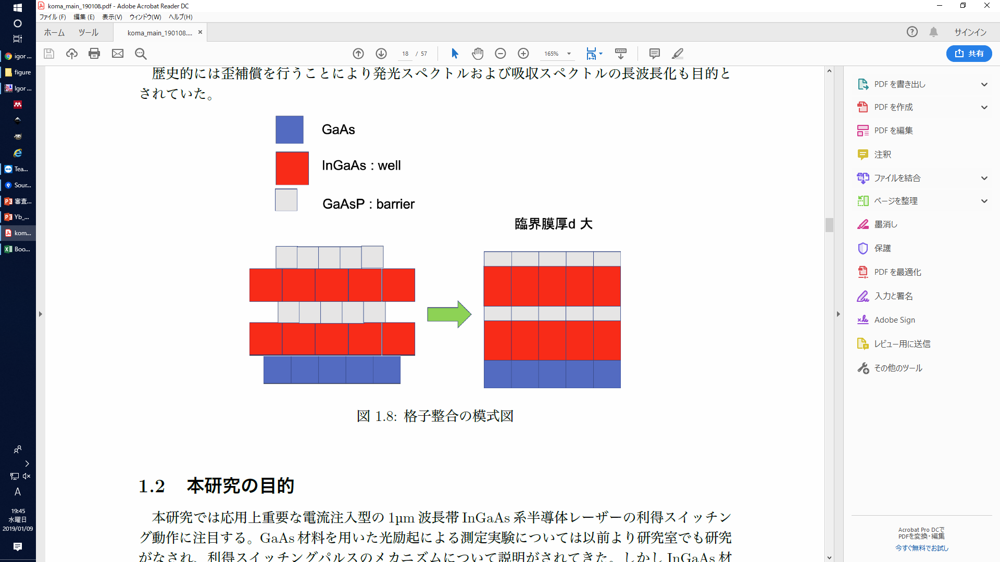 koma_main_190108.pdf - Adobe Acrobat Reader DC
ファイル (F) 編集 (E) 表示(V) ウィンドウ(W) ヘルプ(H)
ホーム ツール koma_main_190108.... ×
サインイン
18 / 57 165%
共有
igor ...
figure
Igor ...
Tea...
Sour...
審査...
Yb_...
kom...
Boo...
A
19:45
水曜日
2019/01/09
歴史的には歪補償を行うことにより発光スペクトルおよび吸収スペクトルの長波長化も目的と
されていた。
GaAs
InGaAs : well
GaAsP : barrier
臨界膜厚d 大
図 1.8: 格子整合の模式図
1.2 本研究の目的
本研究では応用上重要な電流注入型の 1µm 波長帯 InGaAs 系半導体レーザーの利得スイッチン
グ動作に注目する。GaAs 材料を用いた光励起による測定実験については以前より研究室でも研究
がなされ、利得スイッチングパルスのメカニズムについて説明がされてきた。しかし InGaAs 材
PDF を書き出し
PDF を作成
PDF を編集
注釈
ファイルを結合
ページを整理
墨消し
保護
PDF を最適化
入力と署名
Adobe Sign
レビュー用に送信
その他のツール
Acrobat Pro DCで
PDFを変換・編集
今すぐ無料でお試し